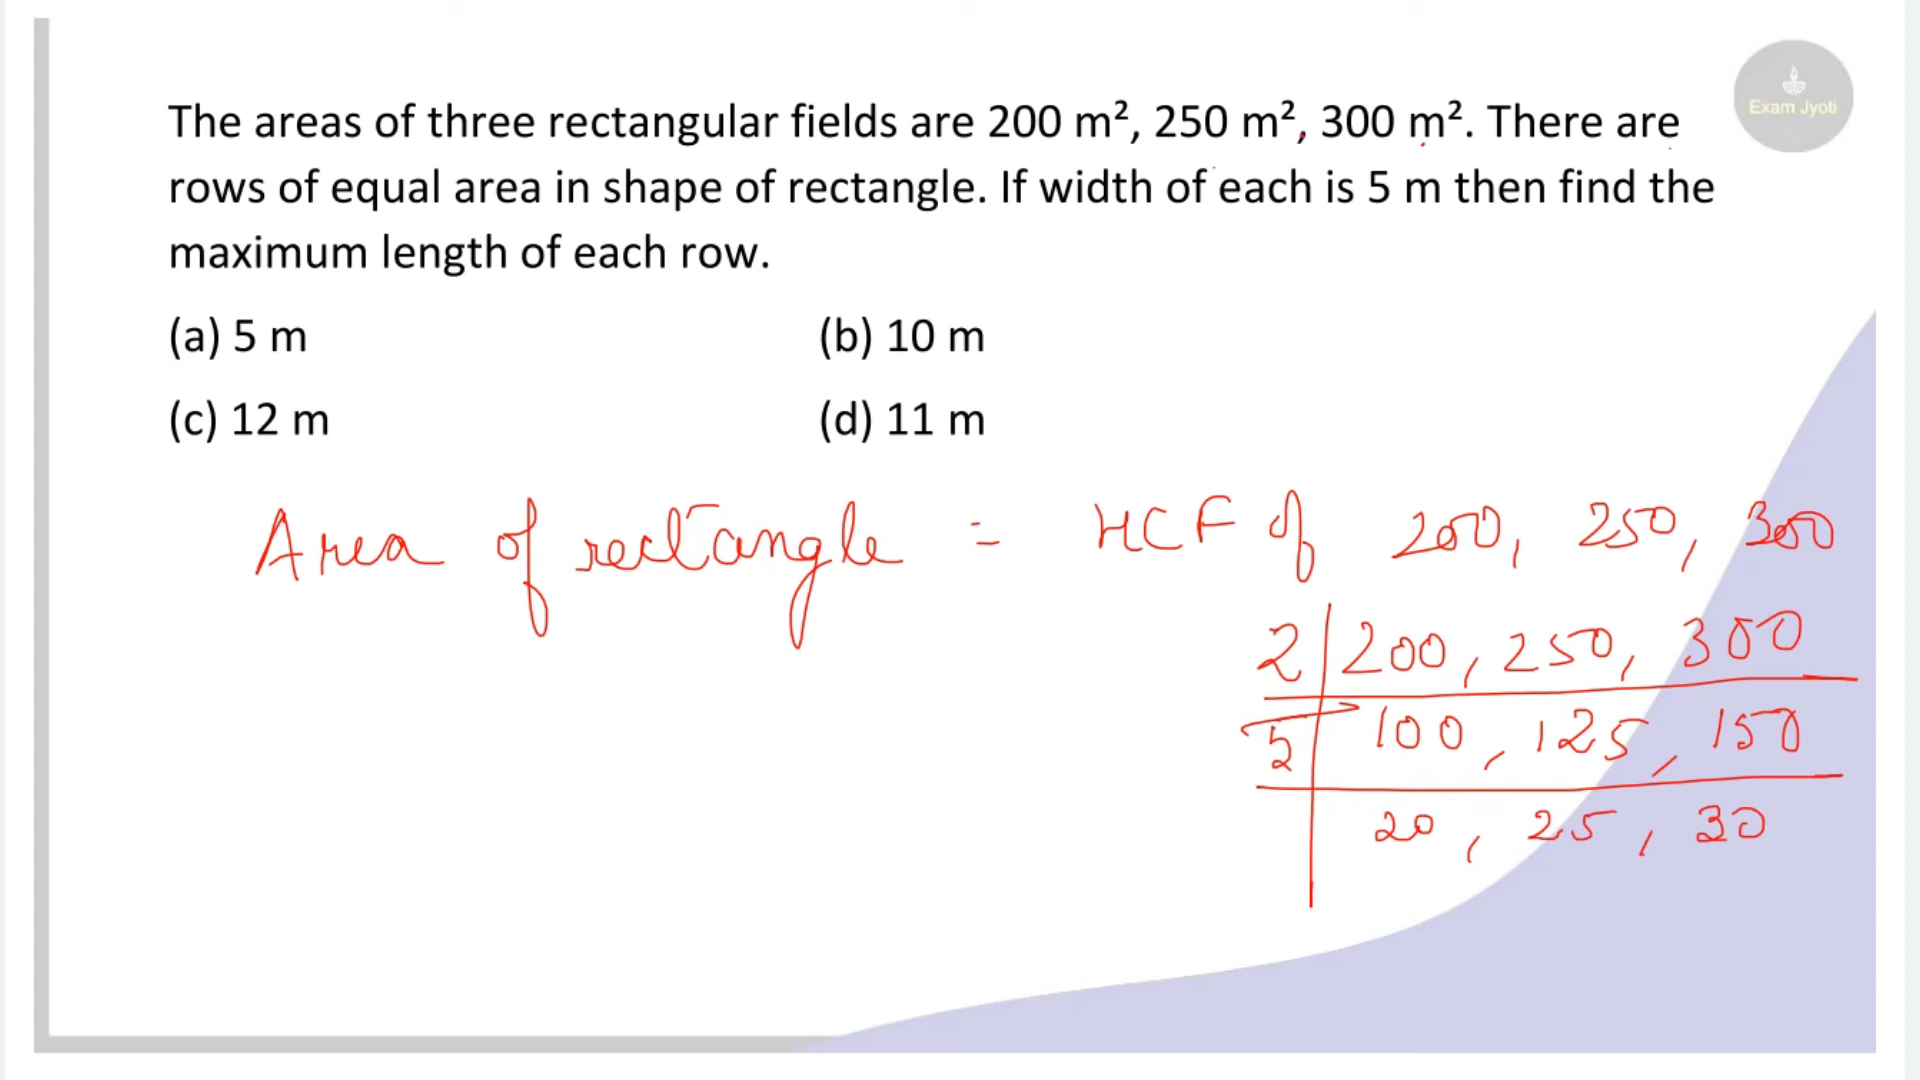 Exam Jyoti
The areas of three rectangular fields are 200 m², 250 m², 300 m². There are
rows of equal area in shape of rectangle. If width of each is 5 m then find the
maximum length of each row.
(a) 5 m (b) 10 m
(c) 12 m (d) 11 m
Area of rectangle = HCF of 200, 250, 300
2 200, 250, 300
5 100, 125, 150
20, 25, 30